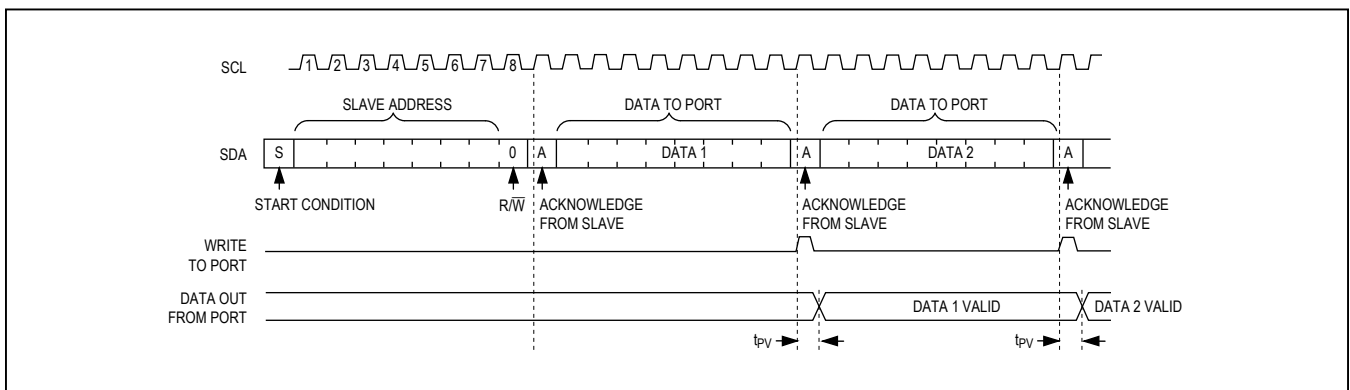 SCL
1 2 3 4 5 6 7 8
SLAVE ADDRESS DATA TO PORT DATA TO PORT
SDA S 0 A DATA 1 A DATA 2 A
START CONDITION R/W̅ ACKNOWLEDGE FROM SLAVE ACKNOWLEDGE FROM SLAVE ACKNOWLEDGE FROM SLAVE
WRITE
TO PORT
DATA OUT
FROM PORT
DATA 1 VALID DATA 2 VALID
tPV tPV